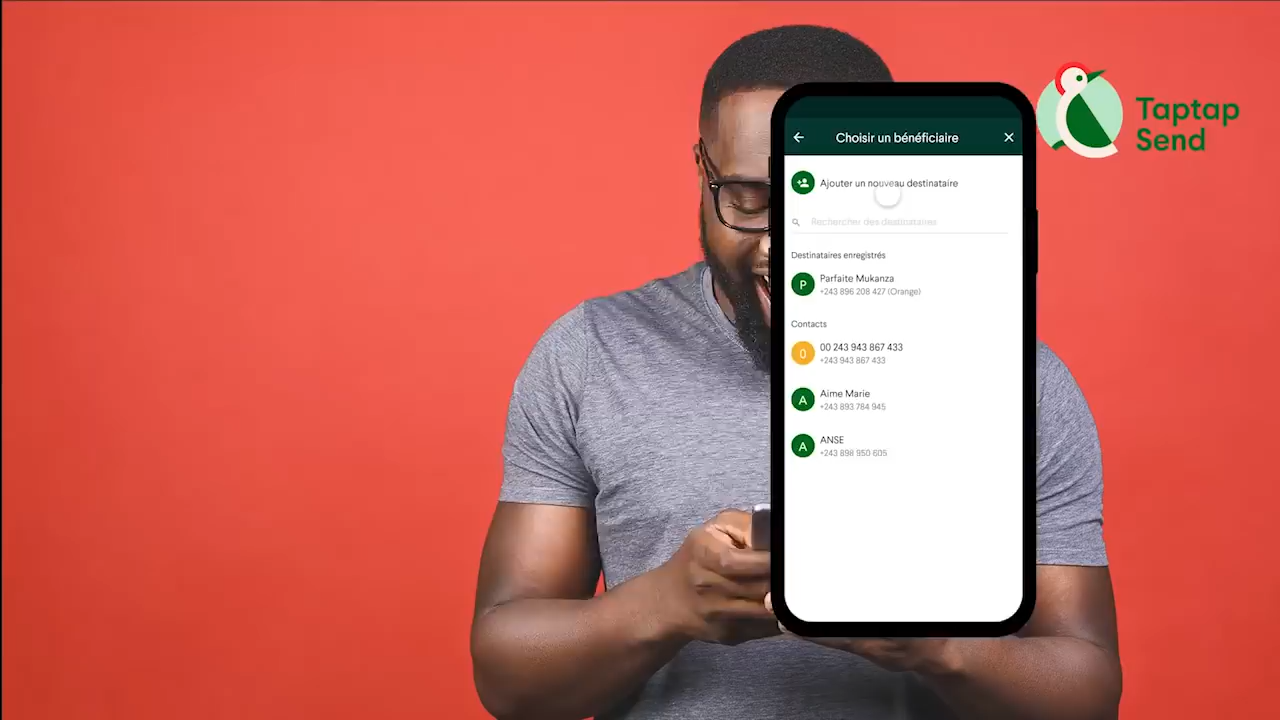 Taptap
Send
Choisir un bénéficiaire
Ajouter un nouveau destinataire
Rechercher des destinataires
Destinataires enregistrés
P
Parfaite Mukanza
+243 896 208 427 (Orange)
Contacts
0
00 243 943 867 433
+243 943 867 433
A
Aime Marie
+243 893 784 945
A
ANSE
+243 898 950 605